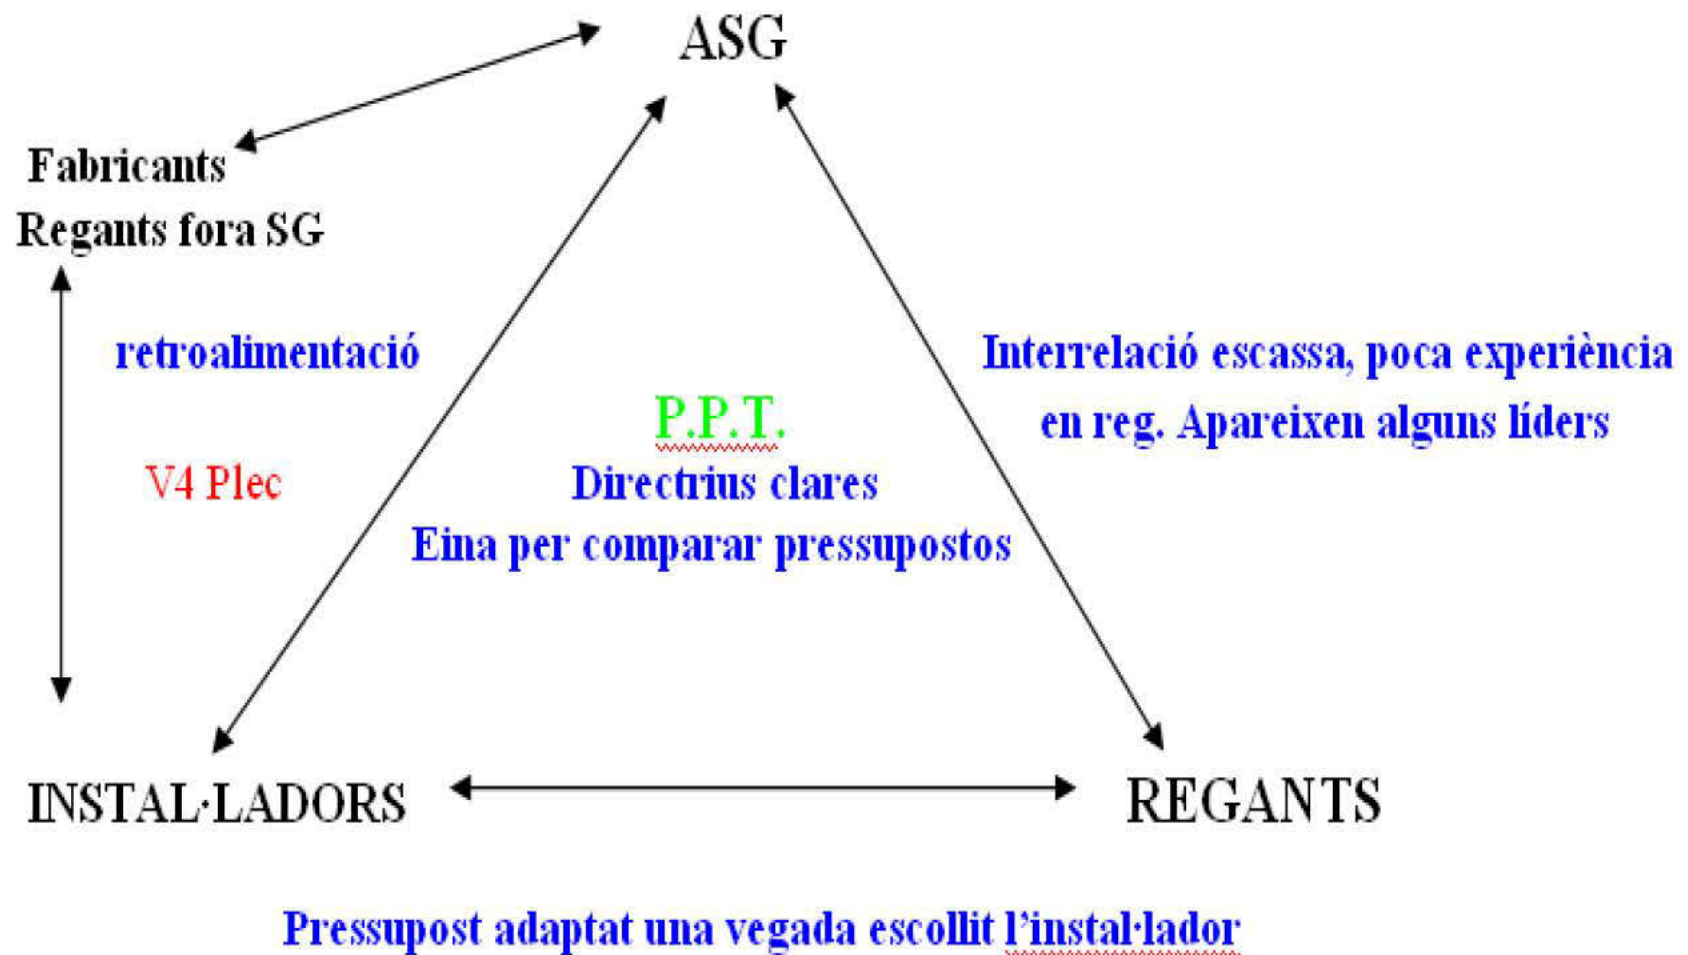 ASG
Fabricants
Regants fora SG
retroalimentació
Interrelació escassa, poca experiència
en reg. Apareixen alguns líders
P.P.T.
V4 Plec
Directrius clares
Eina per comparar pressupostos
INSTAL·LADORS
REGANTS
Pressupost adaptat una vegada escollit l’instal·lador